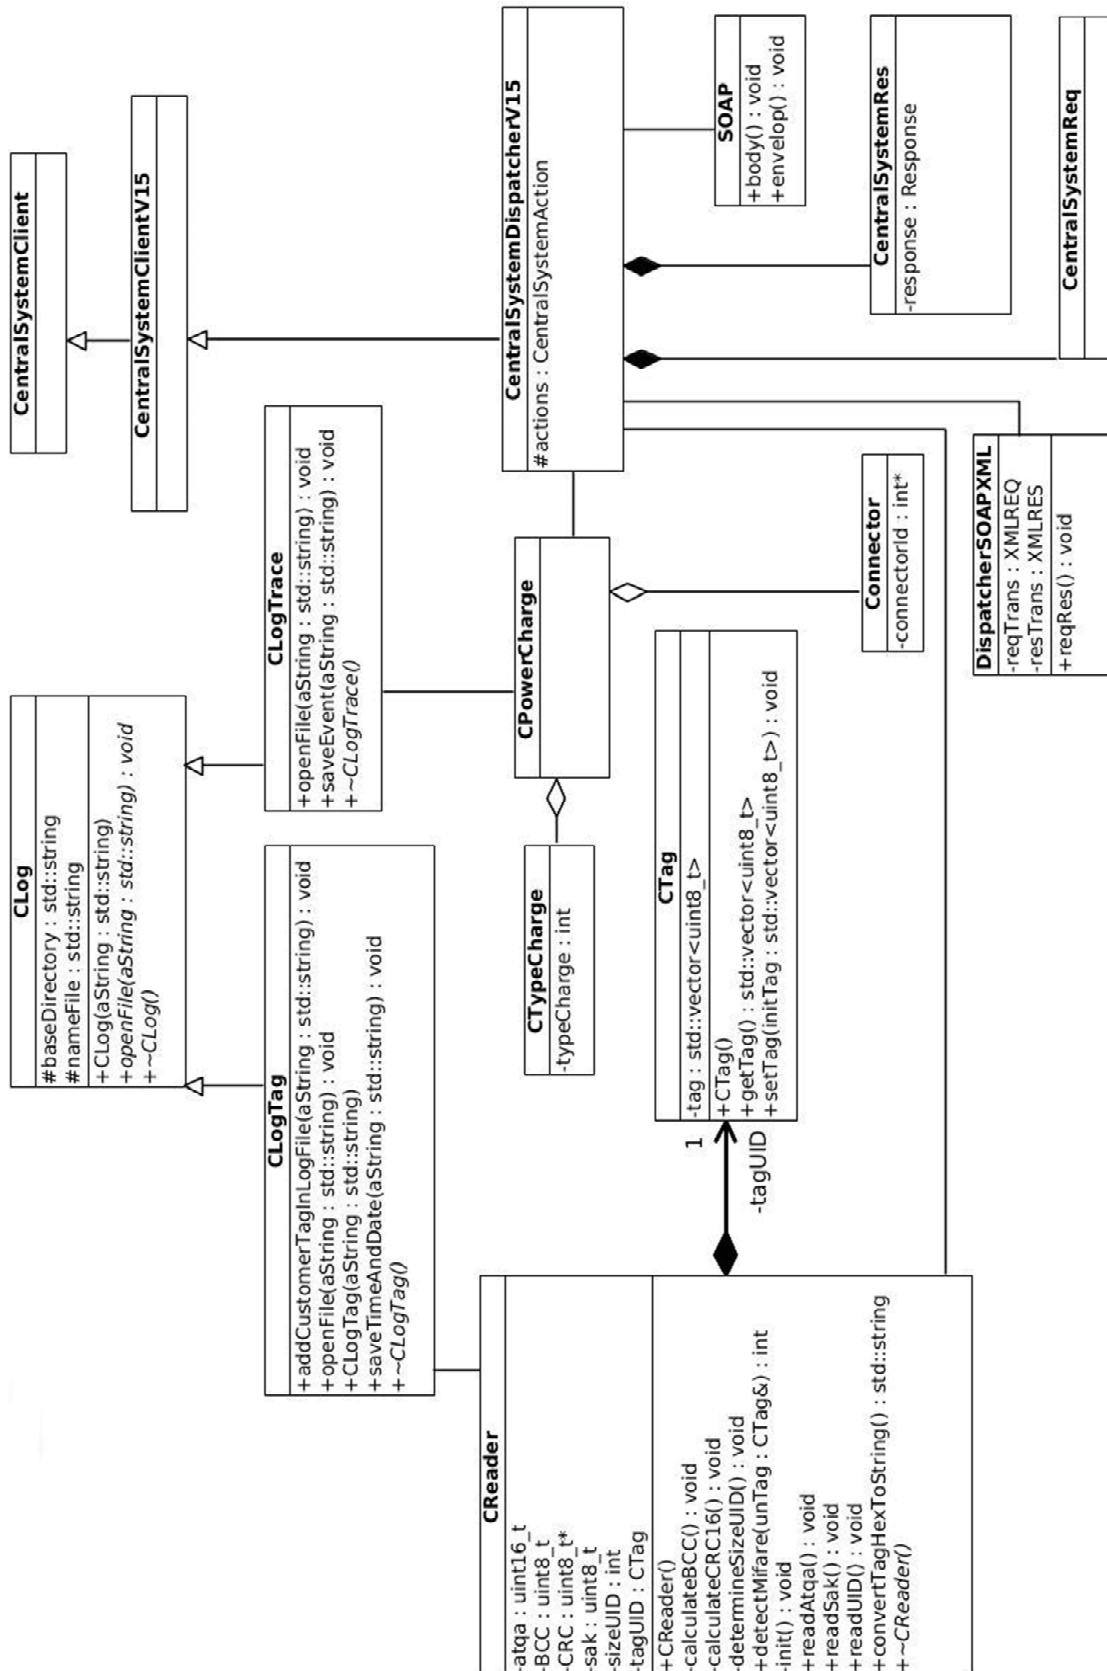 CLog
#baseDirectory : std::string
#nameFile : std::string
+CLog(aString : std::string)
+openFile(aString : std::string) : void
+~CLog()
CentralSystemClient
CentralSystemClientV15
CLogTag
+addCustomerTagInLogFile(aString : std::string) : void
+openFile(aString : std::string) : void
+CLogTag(aString : std::string)
+saveTimeAndDate(aString : std::string) : void
+~CLogTag()
CLogTrace
+openFile(aString : std::string) : void
+saveEvent(aString : std::string) : void
+~CLogTrace()
CReader
-atqa : uint16_t
-BCC : uint8_t
-CRC : uint8_t*
-sak : uint8_t
-sizeUID : int
-tagUID : CTag
+CReader()
-calculateBCC() : void
-calculateCRC16() : void
-determineSizeUID() : void
+detectMifare(unTag : CTag&) : int
-init() : void
+readAtqa() : void
+readSak() : void
+readUID() : void
+convertTagHexToString() : std::string
+~CReader()
1
-tagUID
CTypeCharge
-typeCharge : int
CPowerCharge
CTag
-tag : std::vector<uint8_t>
+CTag()
+getTag() : std::vector<uint8_t>
+setTag(initTag : std::vector<uint8_t>) : void
CentralSystemDispatcherV15
#actions : CentralSystemAction
Connector
-connectorId : int*
SOAP
+body() : void
+envelop() : void
CentralSystemRes
-response : Response
DispatcherSOAPXML
-reqTrans : XMLREQ
-resTrans : XMLRES
+reqRes() : void
CentralSystemReq